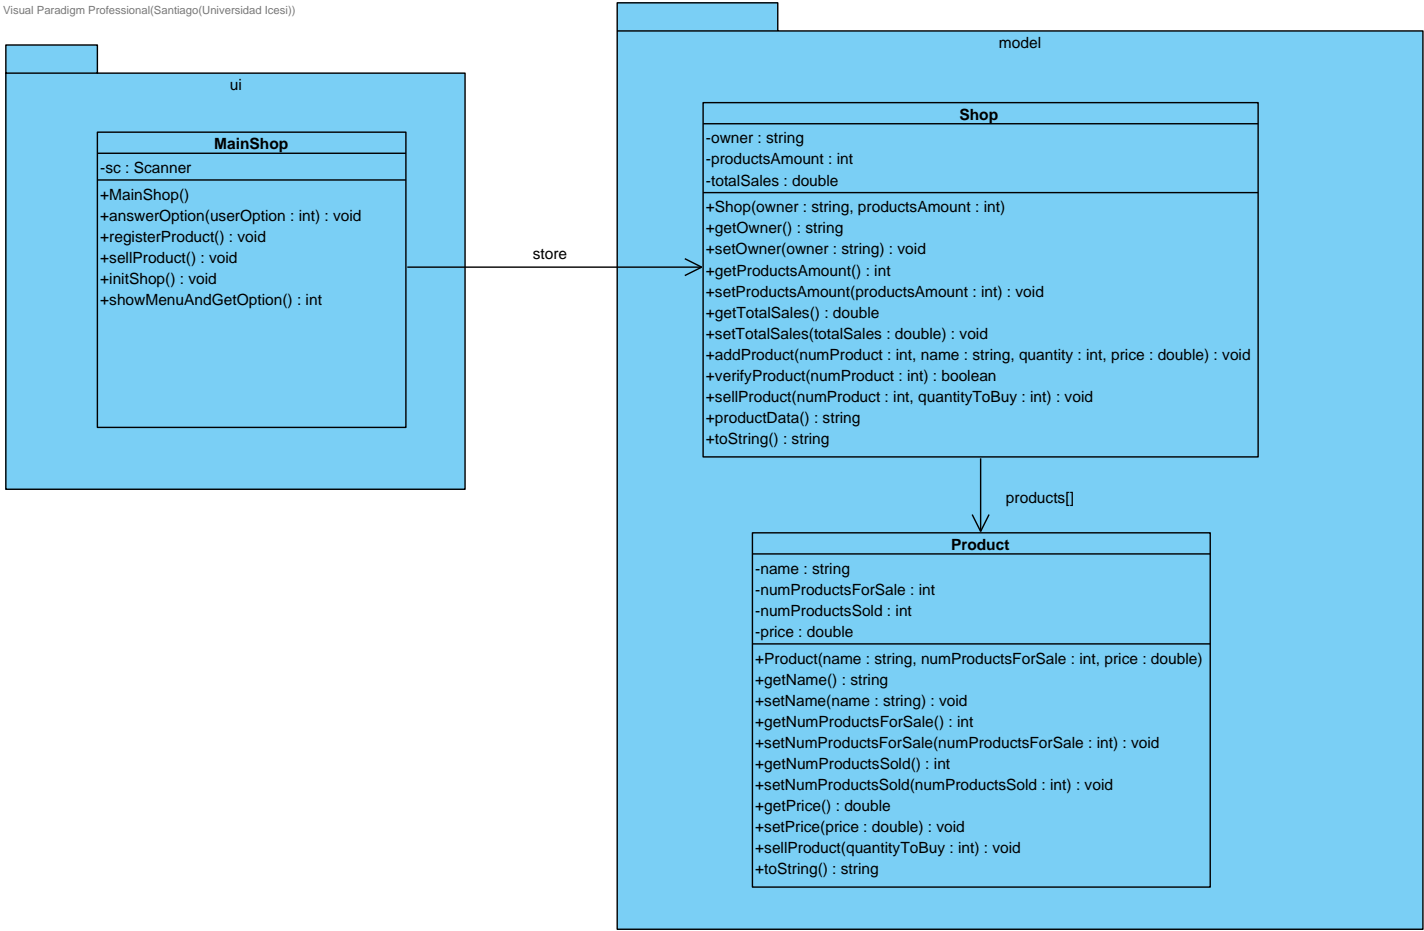 Visual Paradigm Professional(Santiago(Universidad Icesi))
ui
MainShop
-sc : Scanner
+MainShop()
+answerOption(userOption : int) : void
+registerProduct() : void
+sellProduct() : void
+initShop() : void
+showMenuAndGetOption() : int
store
model
Shop
-owner : string
-productsAmount : int
-totalSales : double
+Shop(owner : string, productsAmount : int)
+getOwner() : string
+setOwner(owner : string) : void
+getProductsAmount() : int
+setProductsAmount(productsAmount : int) : void
+getTotalSales() : double
+setTotalSales(totalSales : double) : void
+addProduct(numProduct : int, name : string, quantity : int, price : double) : void
+verifyProduct(numProduct : int) : boolean
+sellProduct(numProduct : int, quantityToBuy : int) : void
+productData() : string
+toString() : string
products[]
Product
-name : string
-numProductsForSale : int
-numProductsSold : int
-price : double
+Product(name : string, numProductsForSale : int, price : double)
+getName() : string
+setName(name : string) : void
+getNumProductsForSale() : int
+setNumProductsForSale(numProductsForSale : int) : void
+getNumProductsSold() : int
+setNumProductsSold(numProductsSold : int) : void
+getPrice() : double
+setPrice(price : double) : void
+sellProduct(quantityToBuy : int) : void
+toString() : string